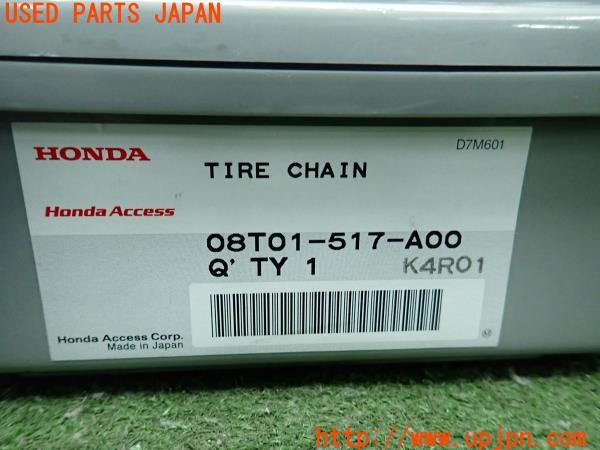 USED PARTS JAPAN
HONDA
TIRE CHAIN
D7M601
Honda Access
08T01-517-A00
Q'TY 1 K4R01
Honda Access Corp.
Made in Japan
http://www.upjpn.com